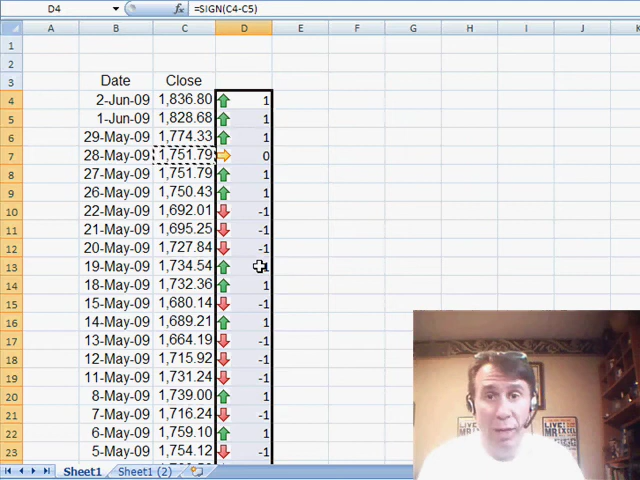 D4 fx =SIGN(C4-C5)
A B C D E F G H I J K
1
2
3 Date Close
4 2-Jun-09 1,836.80 1
5 1-Jun-09 1,828.68 1
6 29-May-09 1,774.33 1
7 28-May-09 1,751.79 0
8 27-May-09 1,751.79 1
9 26-May-09 1,750.43 1
10 22-May-09 1,692.01 -1
11 21-May-09 1,695.25 -1
12 20-May-09 1,727.84 -1
13 19-May-09 1,734.54
14 18-May-09 1,732.36 1
15 15-May-09 1,680.14 -1
16 14-May-09 1,689.21 1
17 13-May-09 1,664.19 -1
18 12-May-09 1,715.92 -1
19 11-May-09 1,731.24 -1
20 8-May-09 1,739.00 1
21 7-May-09 1,716.24 -1
22 6-May-09 1,759.10 1
23 5-May-09 1,754.12 -1
LIVE!
LIVE!
Sheet1 Sheet1 (2)